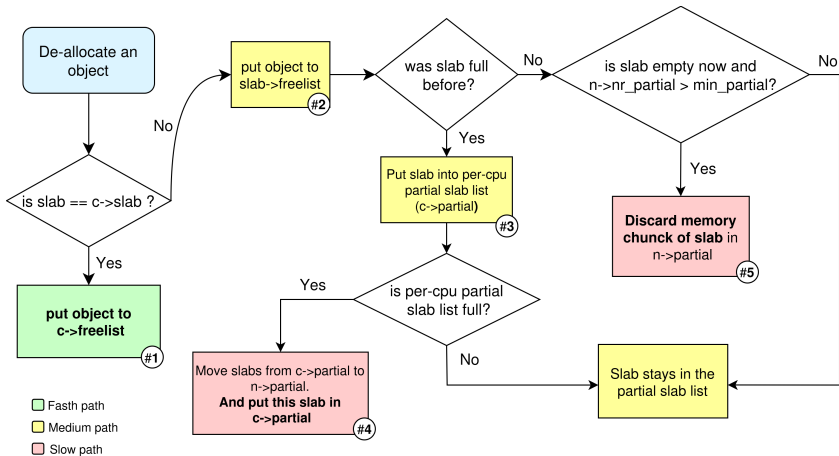 De-allocate an
object
No
put object to
slab->freelist
#2
was slab full
before?
No
is slab empty now and
n->nr_partial > min_partial?
No
Yes
Yes
is slab == c->slab ?
Put slab into per-cpu
partial slab list
(c->partial)
#3
Discard memory
chunck of slab in
n->partial
#5
Yes
put object to
c->freelist
#1
is per-cpu partial
slab list full?
Yes
No
Move slabs from c->partial to
n->partial.
And put this slab in
c->partial
#4
Slab stays in the
partial slab list
Fasth path
Medium path
Slow path